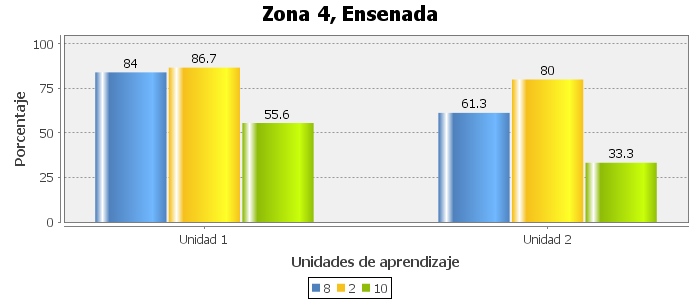 Zona 4, Ensenada
Porcentaje
100
75
50
25
0
84
86.7
55.6
61.3
80
33.3
Unidad 1
Unidad 2
Unidades de aprendizaje
8 2 10